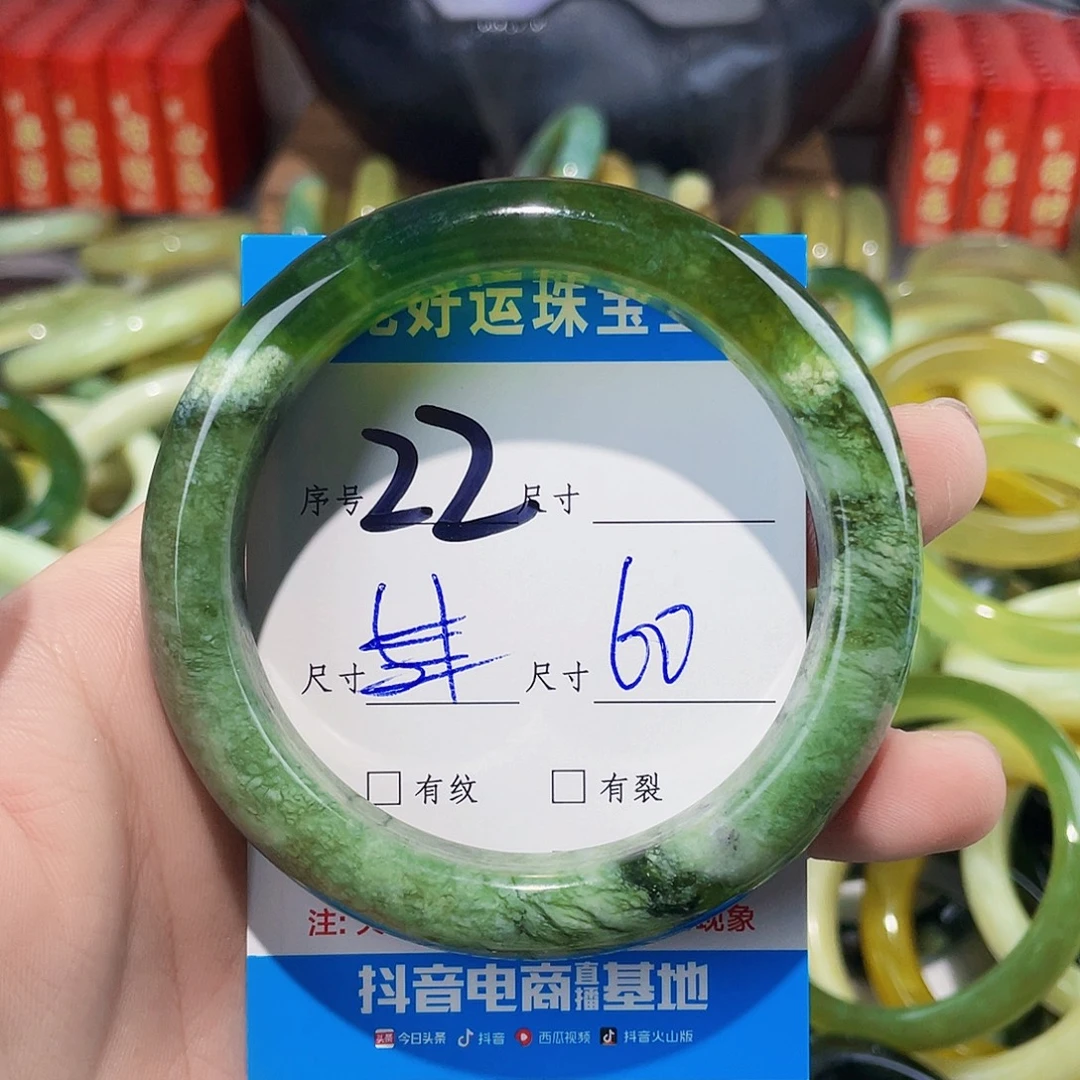 好运珠宝
序号 22 尺寸
尺寸 尺寸 60
□ 有纹 □ 有裂
注: 现象
抖音电商直播基地
今日头条 抖音 西瓜视频 抖音火山版